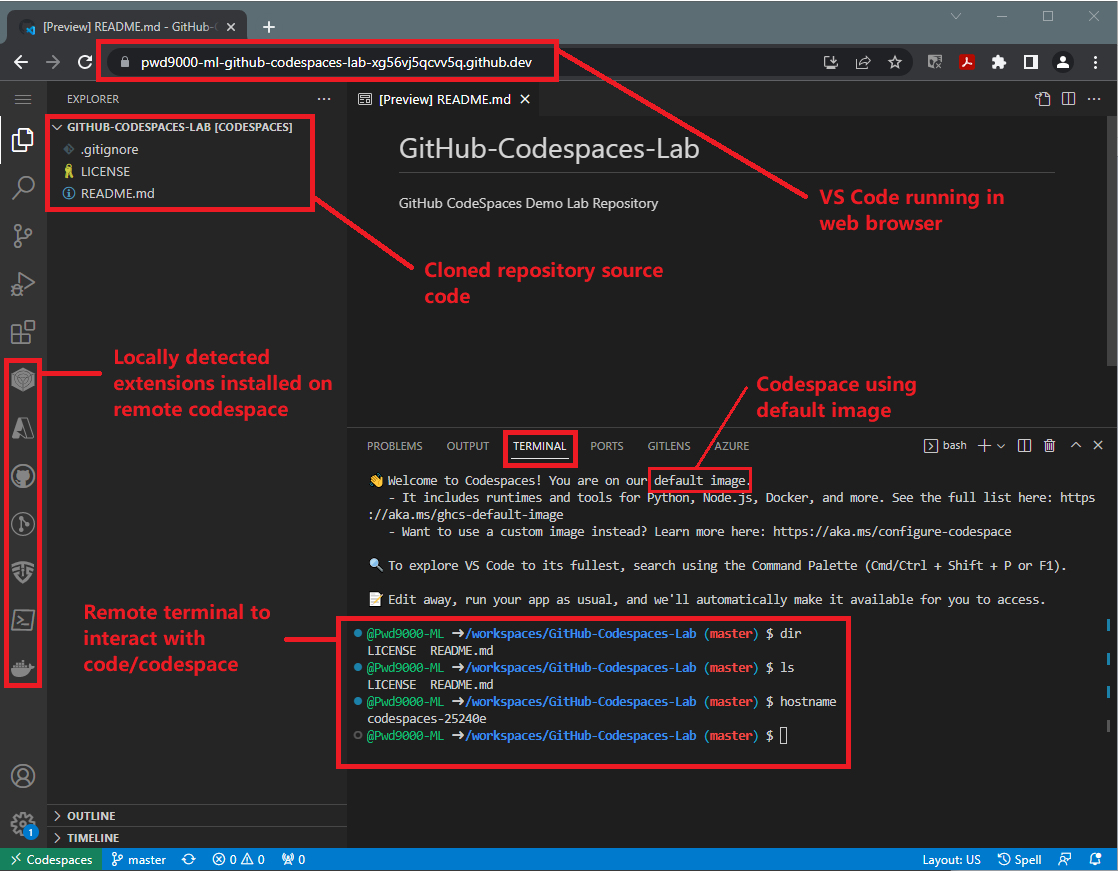 [Preview] README.md - GitHub-C
pwd9000-ml-github-codespaces-lab-xg56vj5qcvv5q.github.dev
EXPLORER
[Preview] README.md
GITHUB-CODESPACES-LAB [CODESPACES]
.gitignore
LICENSE
README.md
GitHub-Codespaces-Lab
GitHub CodeSpaces Demo Lab Repository
VS Code running in
web browser
Cloned repository source
code
Locally detected
extensions installed on
remote codespace
Codespace using
default image
PROBLEMS OUTPUT TERMINAL PORTS GITLENS AZURE
bash
👋 Welcome to Codespaces! You are on our default image.
- It includes runtimes and tools for Python, Node.js, Docker, and more. See the full list here: https
://aka.ms/ghcs-default-image
- Want to use a custom image instead? Learn more here: https://aka.ms/configure-codespace
🔍 To explore VS Code to its fullest, search using the Command Palette (Cmd/Ctrl + Shift + P or F1).
📝 Edit away, run your app as usual, and we'll automatically make it available for you to access.
Remote terminal to
interact with
code/codespace
@Pwd9000-ML ➜/workspaces/GitHub-Codespaces-Lab (master) $ dir
LICENSE README.md
@Pwd9000-ML ➜/workspaces/GitHub-Codespaces-Lab (master) $ ls
LICENSE README.md
@Pwd9000-ML ➜/workspaces/GitHub-Codespaces-Lab (master) $ hostname
codespaces-25240e
@Pwd9000-ML ➜/workspaces/GitHub-Codespaces-Lab (master) $
OUTLINE
1
TIMELINE
Codespaces master 0 0 0 Layout: US Spell